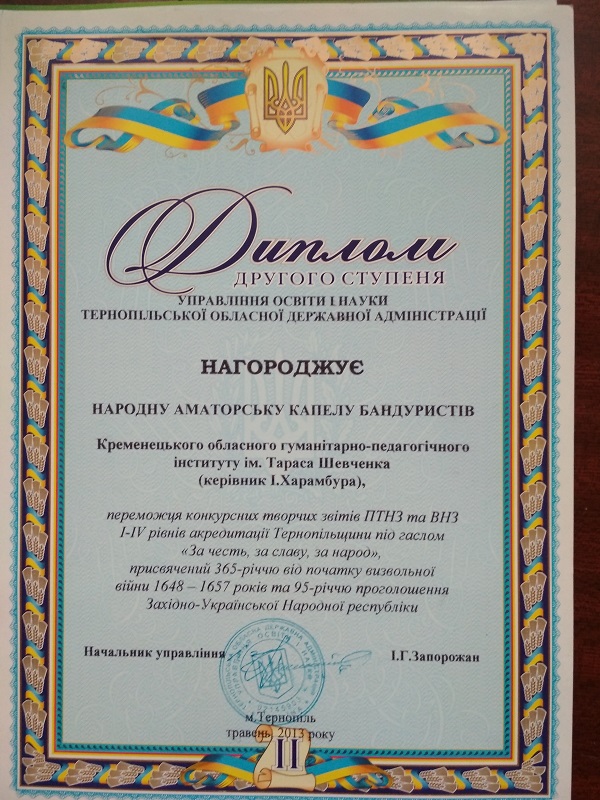 Диплом
ДРУГОГО СТУПЕНЯ
УПРАВЛІННЯ ОСВІТИ І НАУКИ
ТЕРНОПІЛЬСЬКОЇ ОБЛАСНОЇ ДЕРЖАВНОЇ АДМІНІСТРАЦІЇ
НАГОРОДЖУЄ
НАРОДНУ АМАТОРСЬКУ КАПЕЛУ БАНДУРИСТІВ
Кременецького обласного гуманітарно-педагогічного
інституту ім. Тараса Шевченка
(керівник І.Харамбура),
переможця конкурсних творчих звітів ПТНЗ та ВНЗ
І-ІV рівнів акредитації Тернопільщини під гаслом
«За честь, за славу, за народ»,
присвячений 365-річчю від початку визвольної
війни 1648 – 1657 років та 95-річчю проголошення
Західно-Української Народної республіки
Начальник управління І.Г.Запорожан
м.Тернопіль
травень 2013 року
II